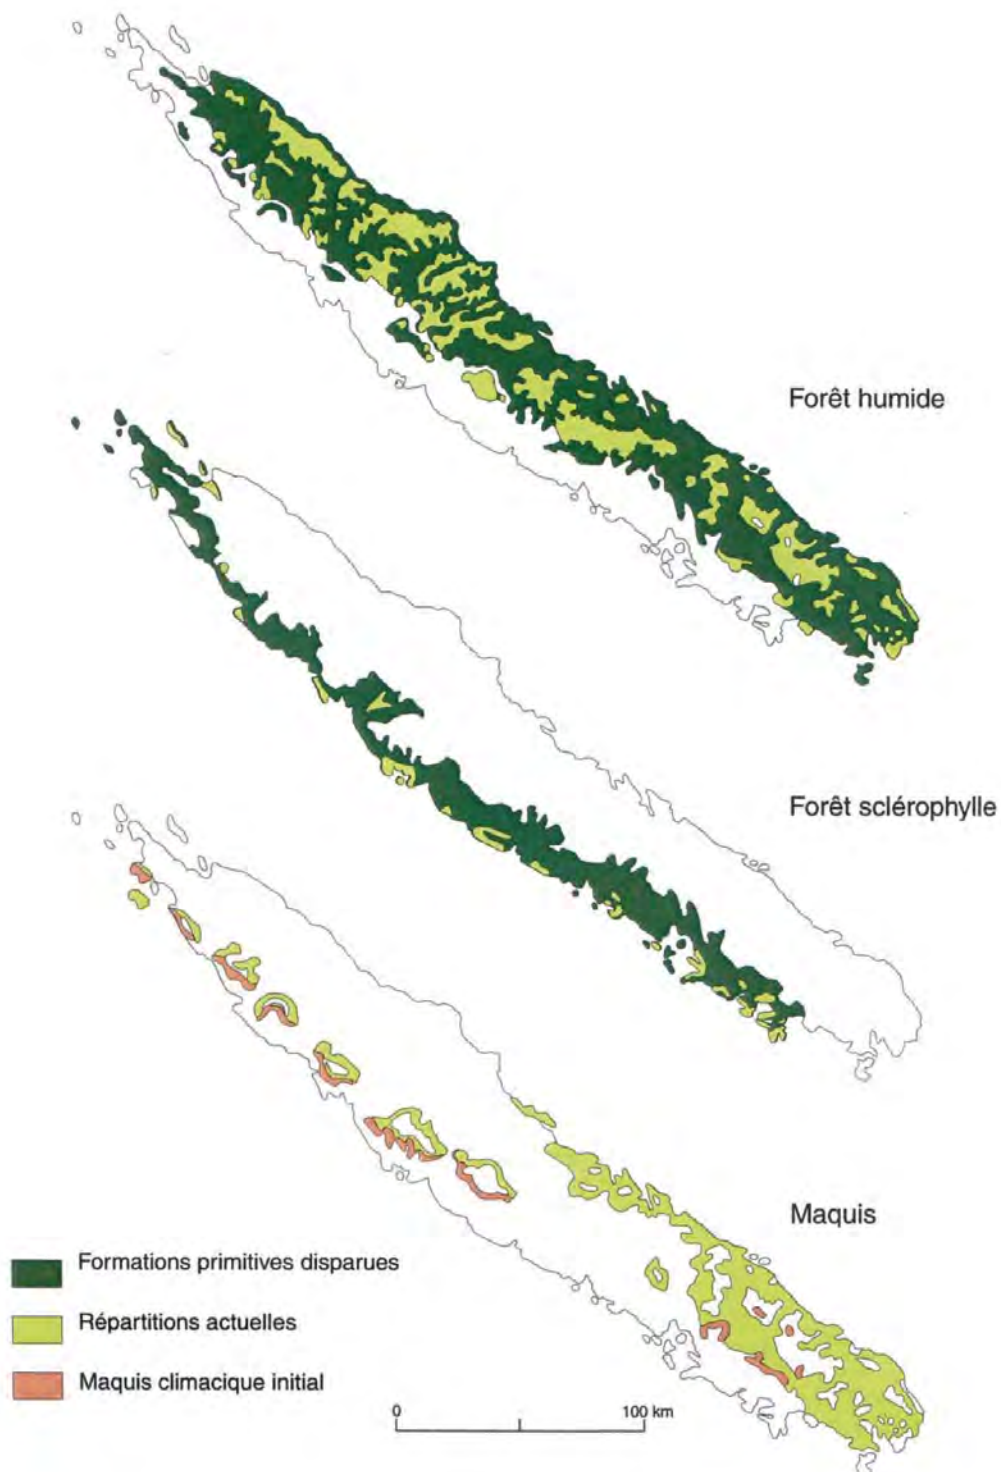 Forêt humide
Forêt sclérophylle
Maquis
Formations primitives disparues
Répartitions actuelles
Maquis climacique initial
0 100 km